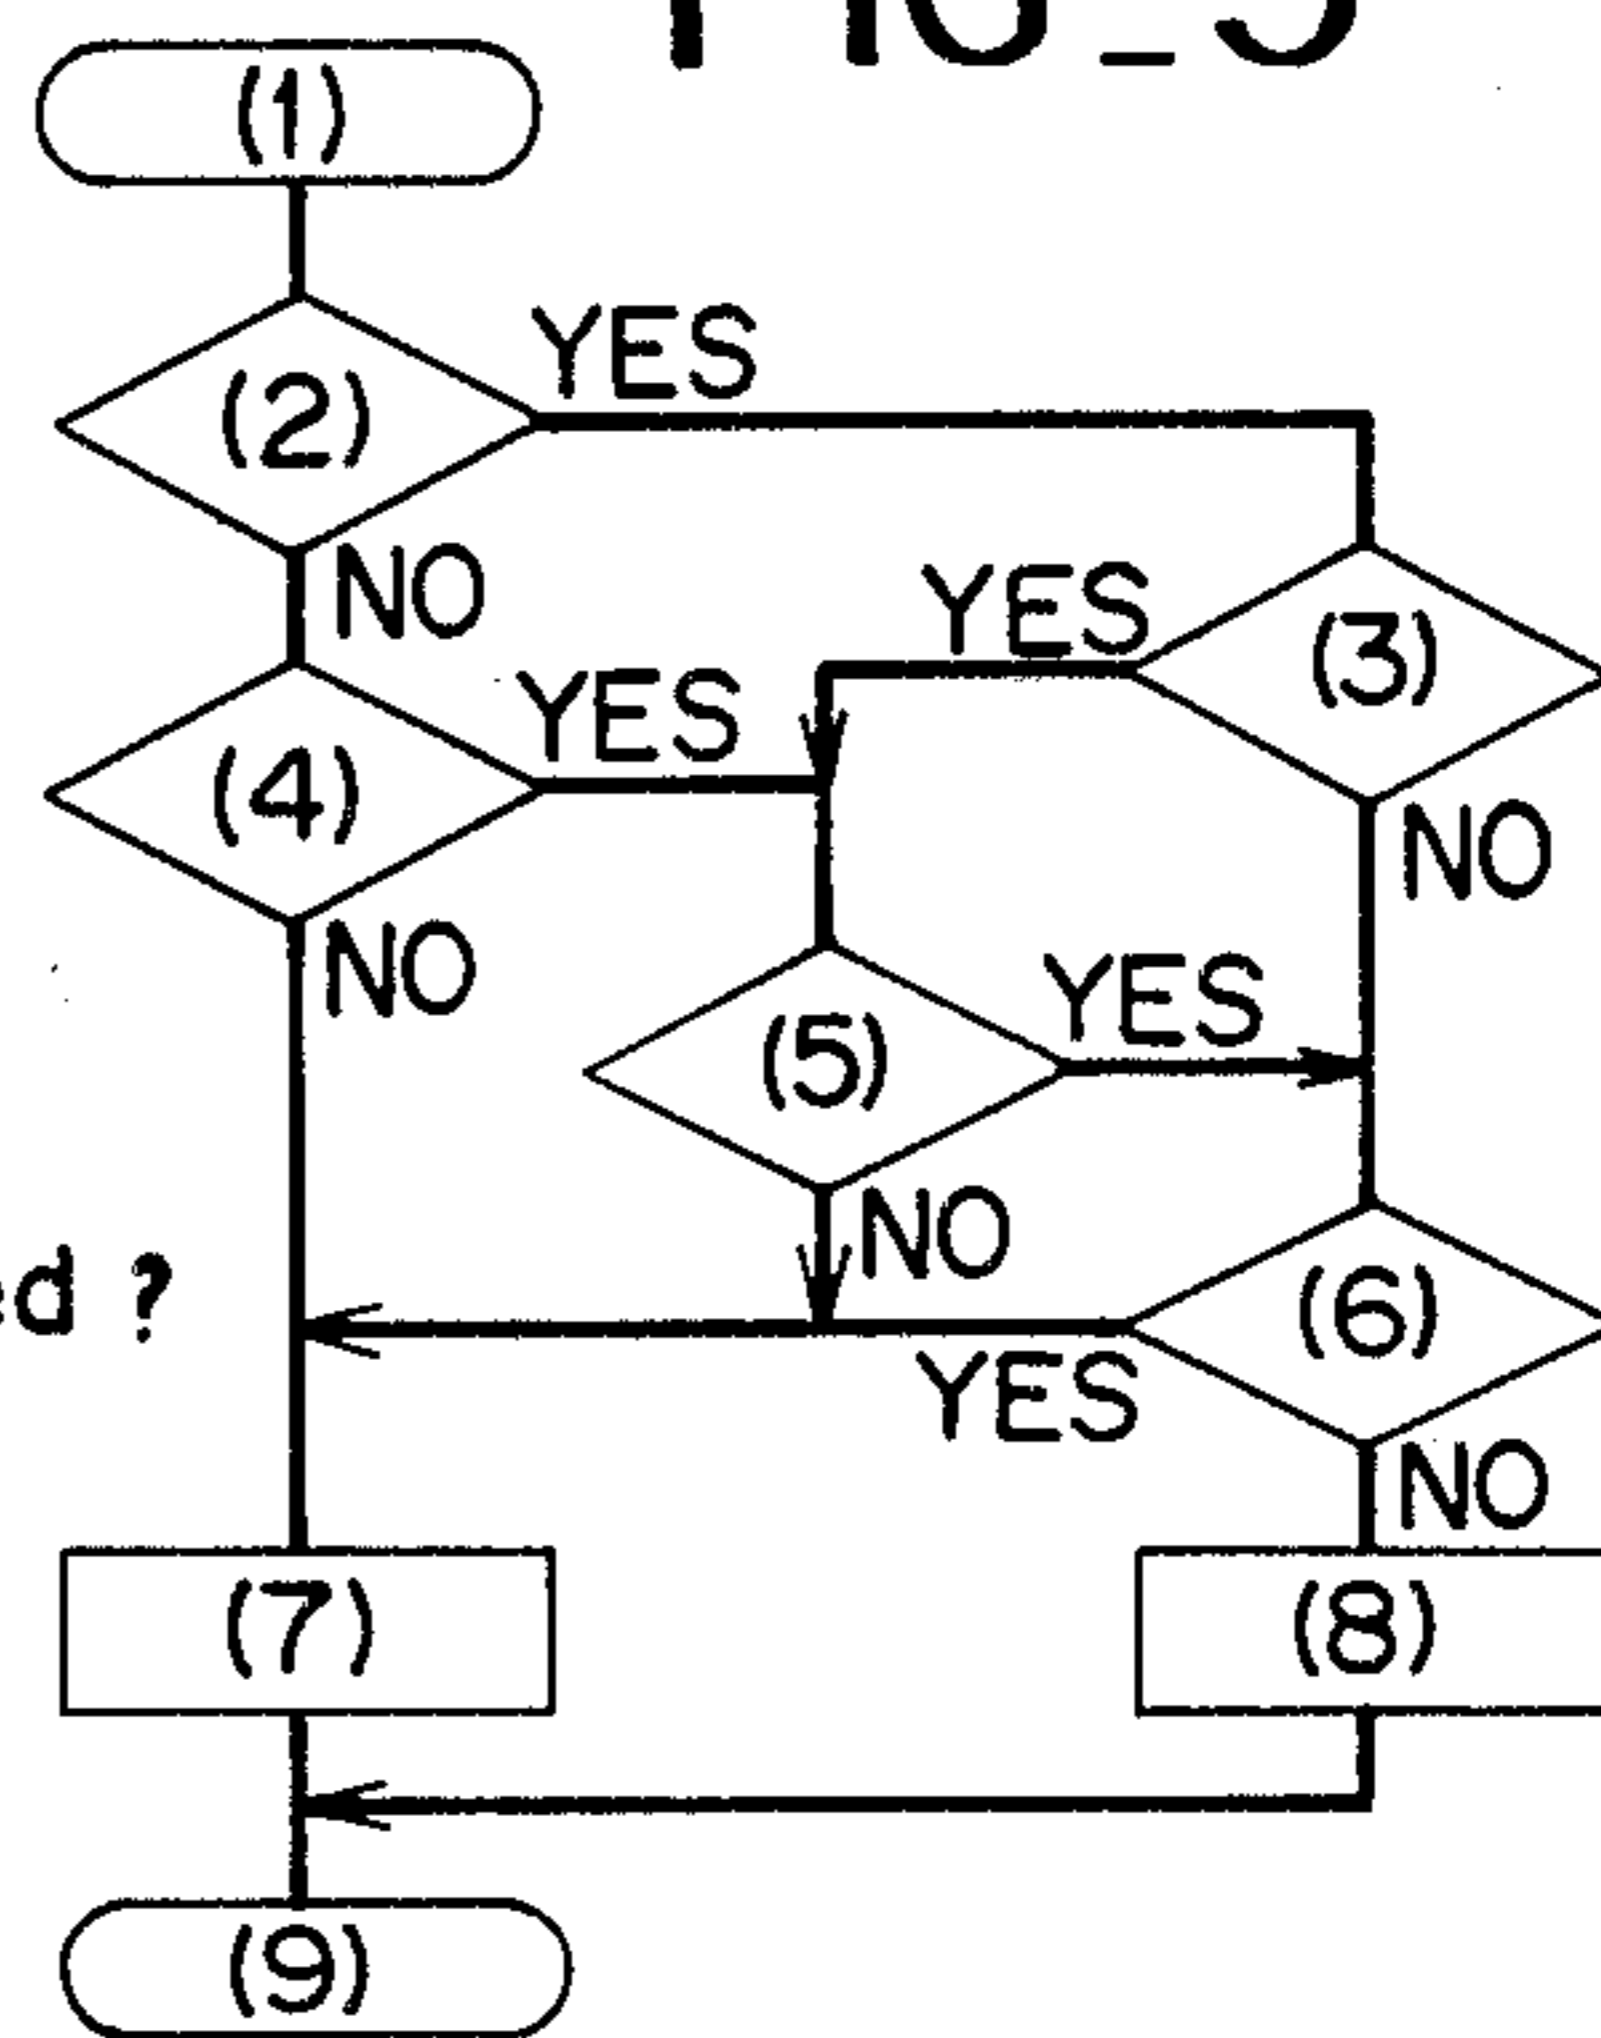 (1)
(2)
YES
NO
(3)
YES
NO
(4)
YES
NO
(5)
YES
NO
(6)
YES
NO
(7)
(8)
(9)